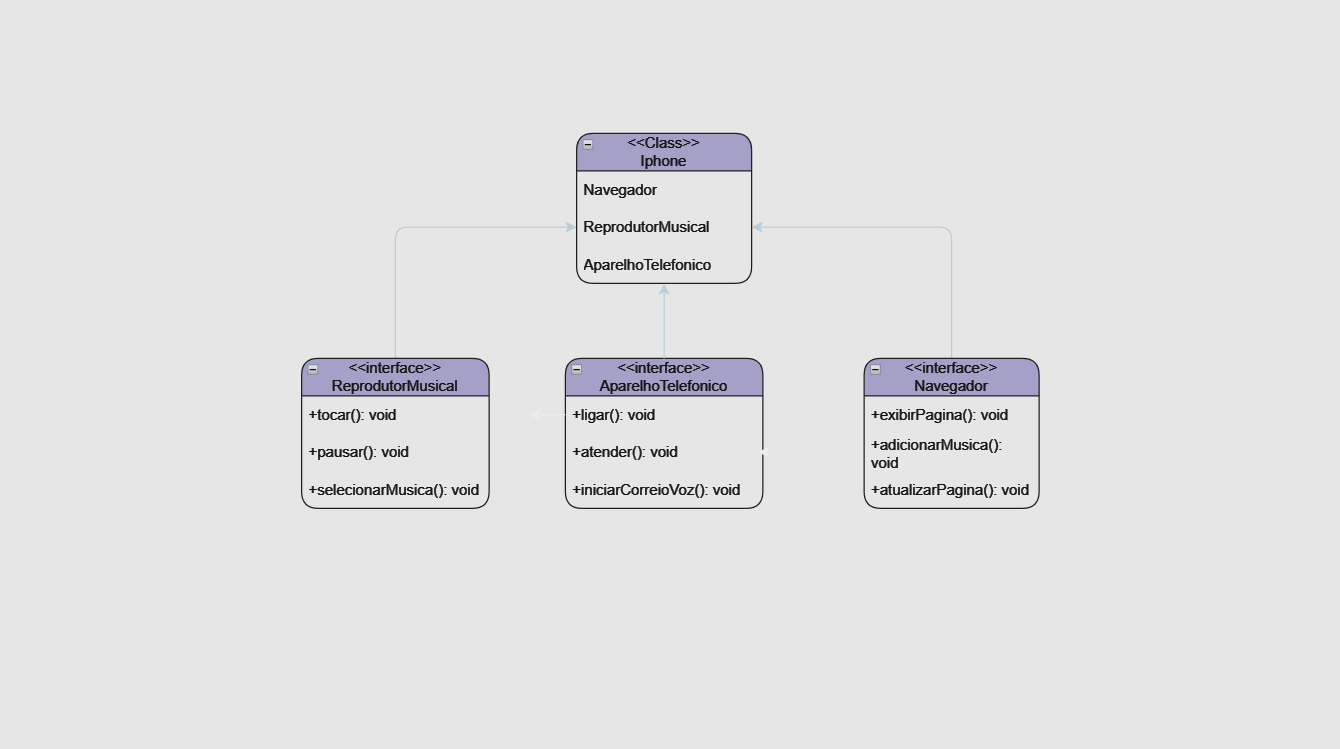 <<Class>>
Iphone
Navegador
ReprodutorMusical
AparelhoTelefonico
<<interface>>
ReprodutorMusical
+tocar(): void
+pausar(): void
+selecionarMusica(): void
<<interface>>
AparelhoTelefonico
+ligar(): void
+atender(): void
+iniciarCorreioVoz(): void
<<interface>>
Navegador
+exibirPagina(): void
+adicionarMusica():
void
+atualizarPagina(): void